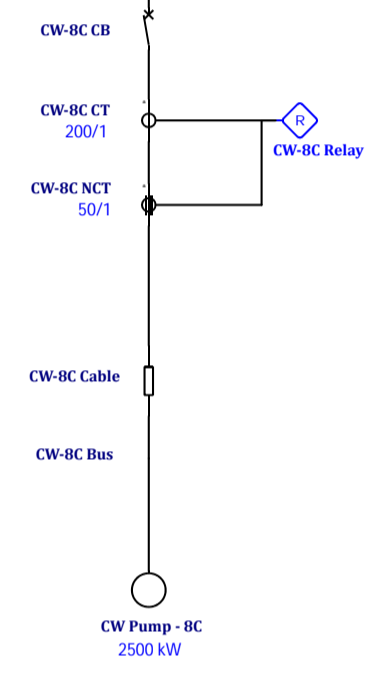 CW-8C CB
CW-8C CT
200/1
R
CW-8C Relay
CW-8C NCT
50/1
CW-8C Cable
CW-8C Bus
CW Pump - 8C
2500 kW